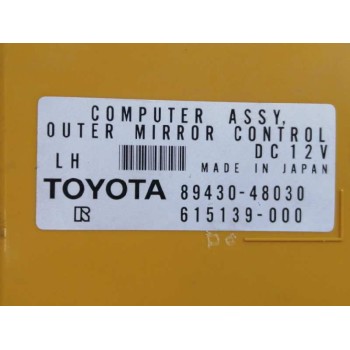 COMPUTER ASSY,
OUTER MIRROR CONTROL
LH DC12V
MADE IN JAPAN
TOYOTA 89430-48030
R 615139-000